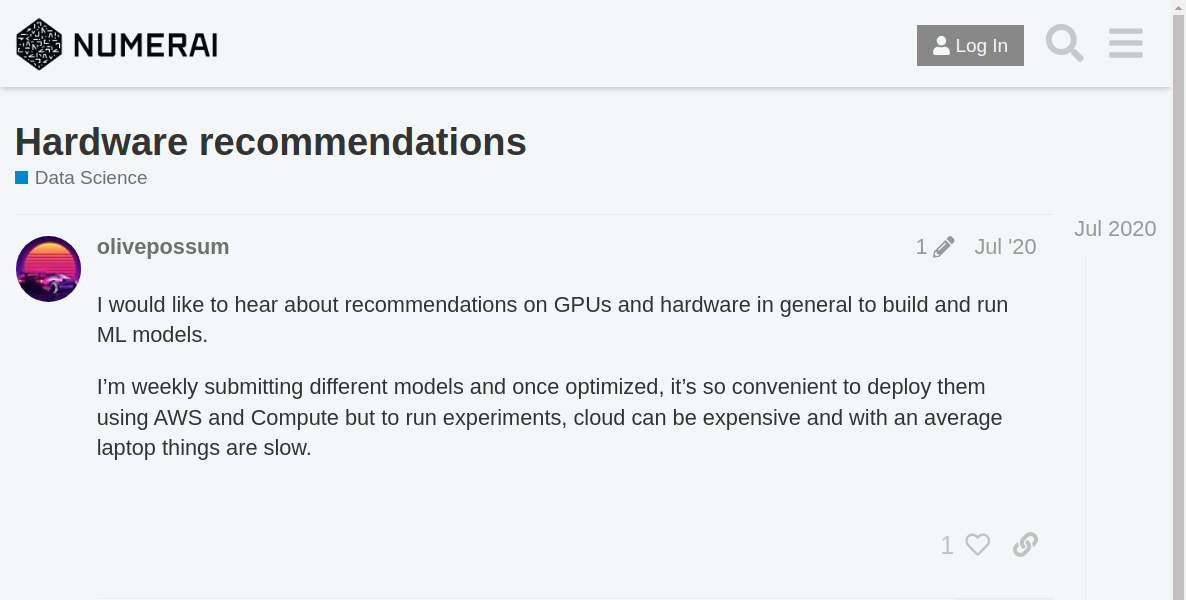 NUMERAI
Log In
Hardware recommendations
Data Science
Jul 2020
olivepossum
1
Jul '20
I would like to hear about recommendations on GPUs and hardware in general to build and run
ML models.
I’m weekly submitting different models and once optimized, it’s so convenient to deploy them
using AWS and Compute but to run experiments, cloud can be expensive and with an average
laptop things are slow.
1